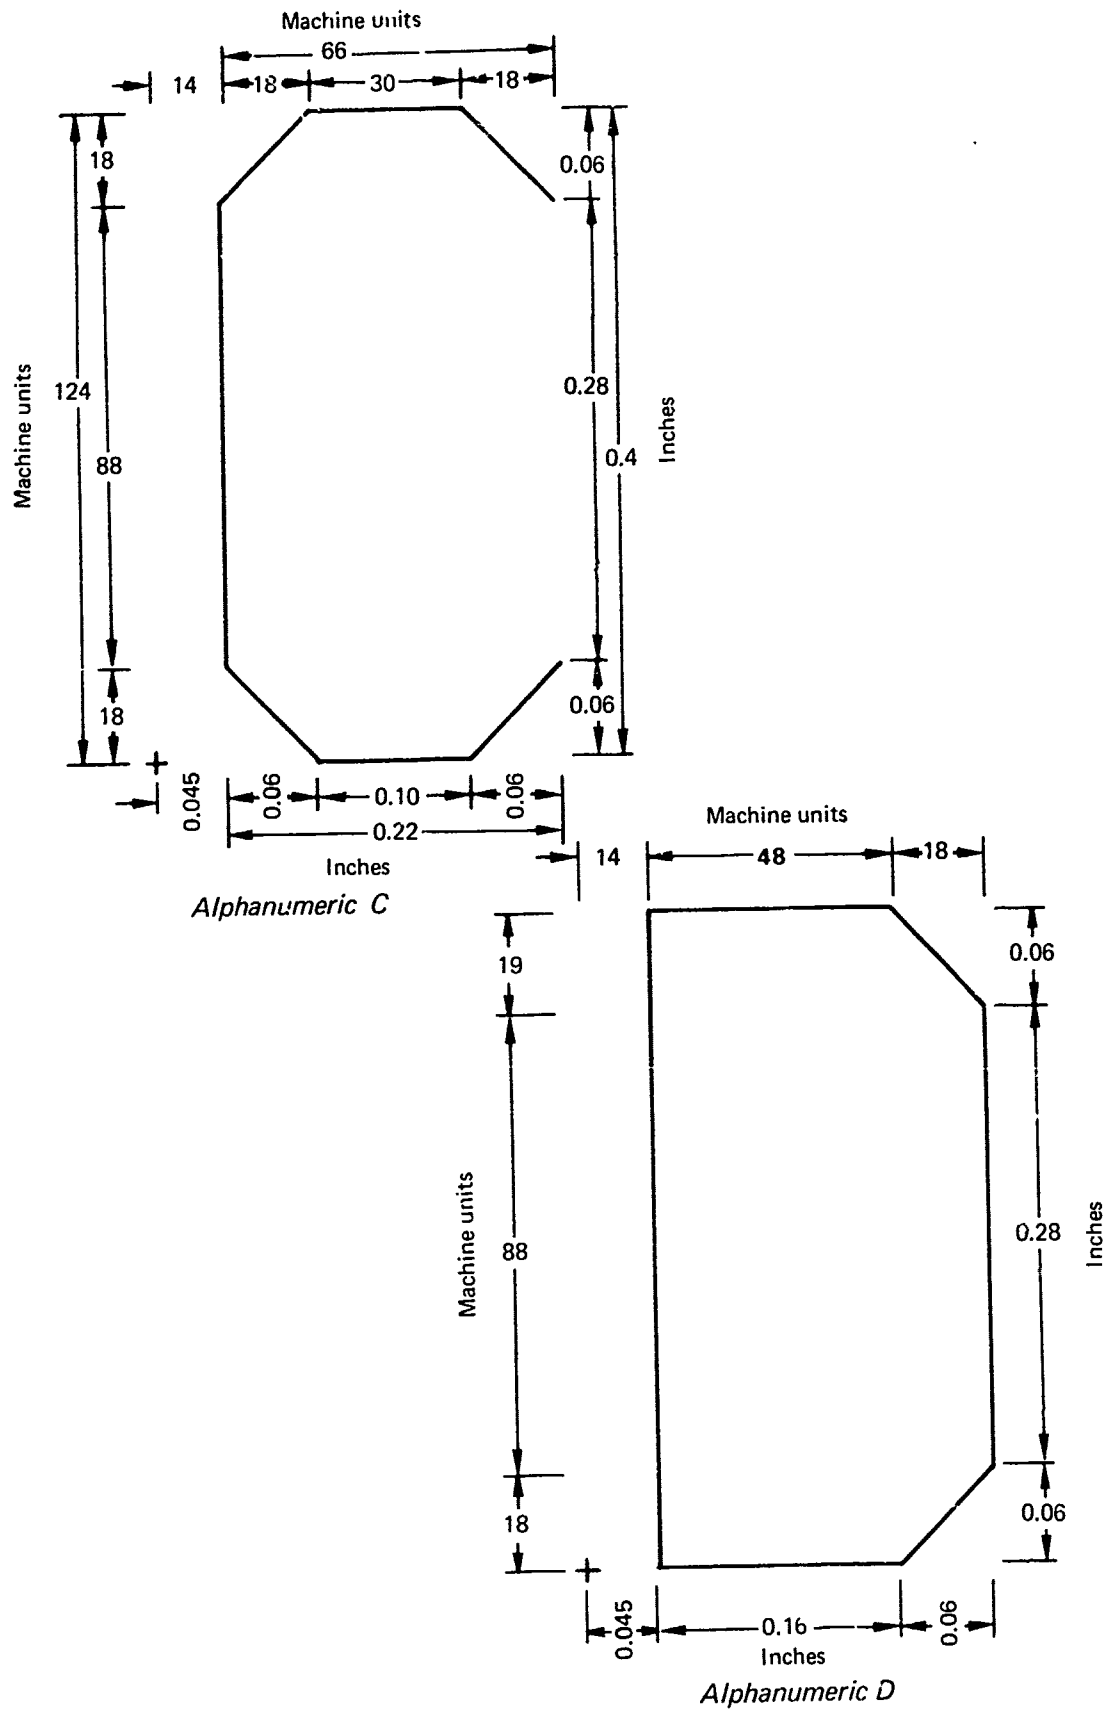 Machine units
66
14 18 30 18
18
0.06
Machine units
124
88
0.28
0.4
Inches
18
0.06
0.045 0.06 0.10 0.06
0.22
Inches
Alphanumeric C
Machine units
14 48 18
19
0.06
Machine units
88
0.28
Inches
18
0.06
0.045 0.16 0.06
Inches
Alphanumeric D